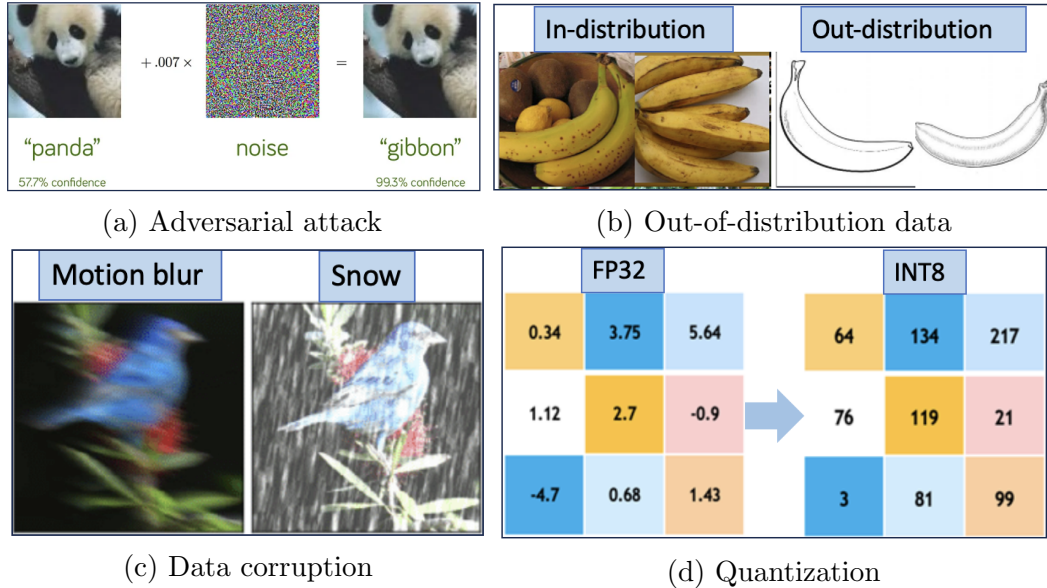 + .007 ×
=
“panda”
noise
“gibbon”
57.7% confidence
99.3% confidence
(a) Adversarial attack
In-distribution
Out-distribution
(b) Out-of-distribution data
Motion blur
Snow
(c) Data corruption
FP32
INT8
0.34 3.75 5.64
64 134 217
1.12 2.7 -0.9
76 119 21
-4.7 0.68 1.43
3 81 99
(d) Quantization